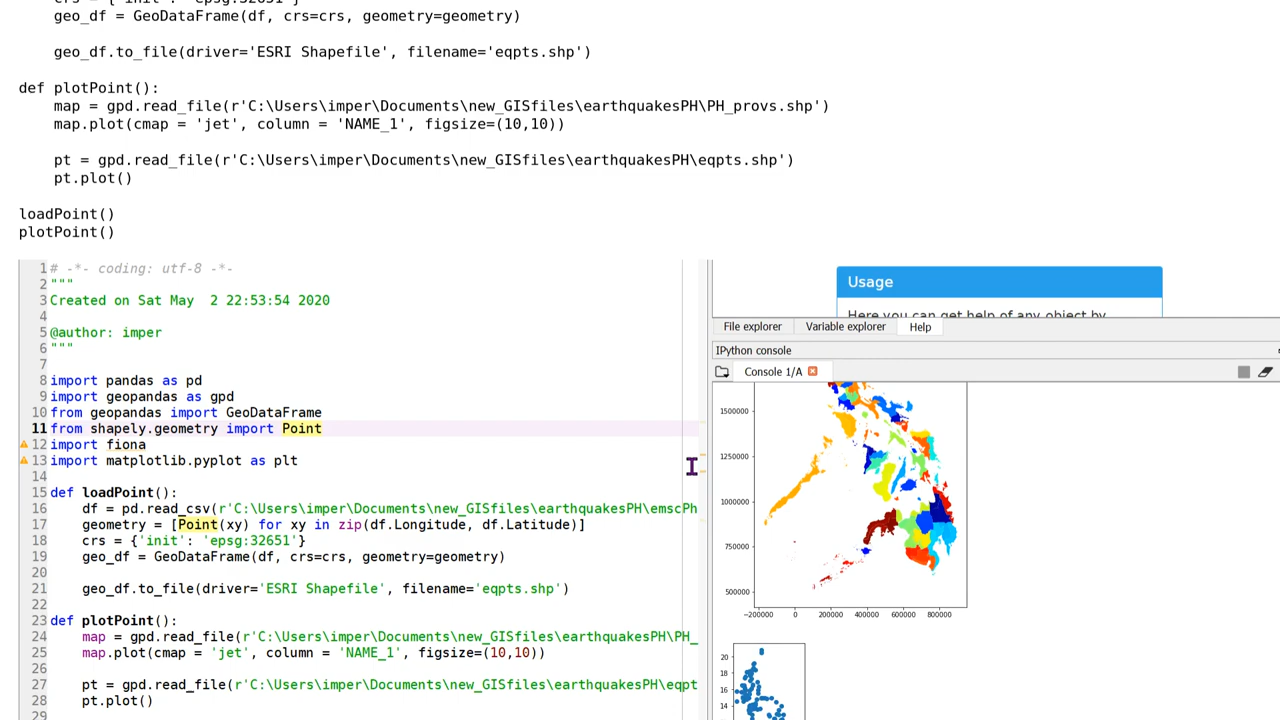 crs = {'init': 'epsg:32651'}
geo_df = GeoDataFrame(df, crs=crs, geometry=geometry)
geo_df.to_file(driver='ESRI Shapefile', filename='eqpts.shp')
def plotPoint():
map = gpd.read_file(r'C:\Users\imper\Documents\new_GISfiles\earthquakesPH\PH_provs.shp')
map.plot(cmap = 'jet', column = 'NAME_1', figsize=(10,10))
pt = gpd.read_file(r'C:\Users\imper\Documents\new_GISfiles\earthquakesPH\eqpts.shp')
pt.plot()
loadPoint()
plotPoint()
1 # -*- coding: utf-8 -*-
2 """
3 Created on Sat May  2 22:53:54 2020
4
5 @author: imper
6 """
7
8 import pandas as pd
9 import geopandas as gpd
10 from geopandas import GeoDataFrame
11 from shapely.geometry import Point
12 import fiona
13 import matplotlib.pyplot as plt
14
15 def loadPoint():
16 df = pd.read_csv(r'C:\Users\imper\Documents\new_GISfiles\earthquakesPH\emscPh
17 geometry = [Point(xy) for xy in zip(df.Longitude, df.Latitude)]
18 crs = {'init': 'epsg:32651'}
19 geo_df = GeoDataFrame(df, crs=crs, geometry=geometry)
20
21 geo_df.to_file(driver='ESRI Shapefile', filename='eqpts.shp')
22
23 def plotPoint():
24 map = gpd.read_file(r'C:\Users\imper\Documents\new_GISfiles\earthquakesPH\PH_
25 map.plot(cmap = 'jet', column = 'NAME_1', figsize=(10,10))
26
27 pt = gpd.read_file(r'C:\Users\imper\Documents\new_GISfiles\earthquakesPH\eqpt
28 pt.plot()
29
Usage
Here you can get help of any object by
File explorer Variable explorer Help
IPython console
Console 1/A
1500000
1250000
1000000
750000
500000
−200000 0 200000 400000 600000 800000
20
18
16
14